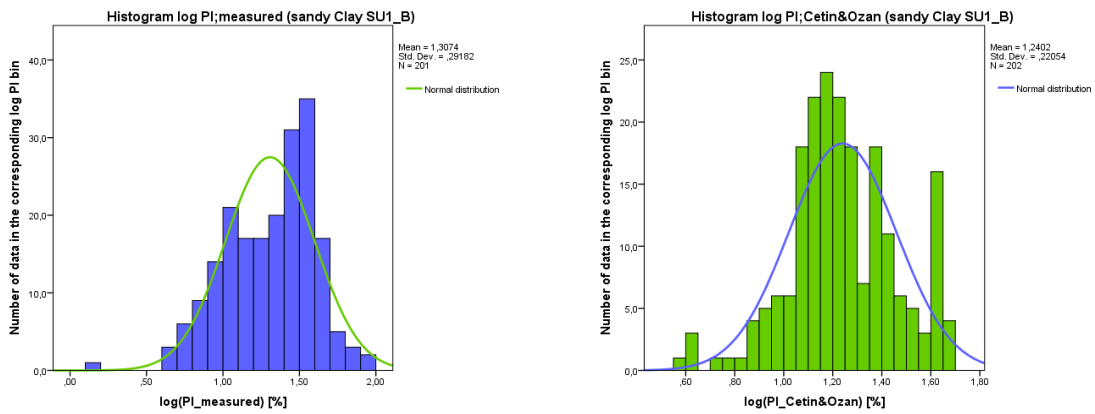 Histogram log PI;measured (sandy Clay SU1_B)
Mean = 1,3074
Std. Dev. = ,29182
N = 201
Normal distribution
Number of data in the corresponding log PI bin
40,0
30,0
20,0
10,0
,0
,00 ,50 1,00 1,50 2,00
log(PI_measured) [%]
Histogram log PI;Cetin&Ozan (sandy Clay SU1_B)
Mean = 1,2402
Std. Dev. = ,22054
N = 202
Normal distribution
Number of data in the corresponding log PI bin
25,0
20,0
15,0
10,0
5,0
,0
,60 ,80 1,00 1,20 1,40 1,60 1,80
log(PI_Cetin&Ozan) [%]